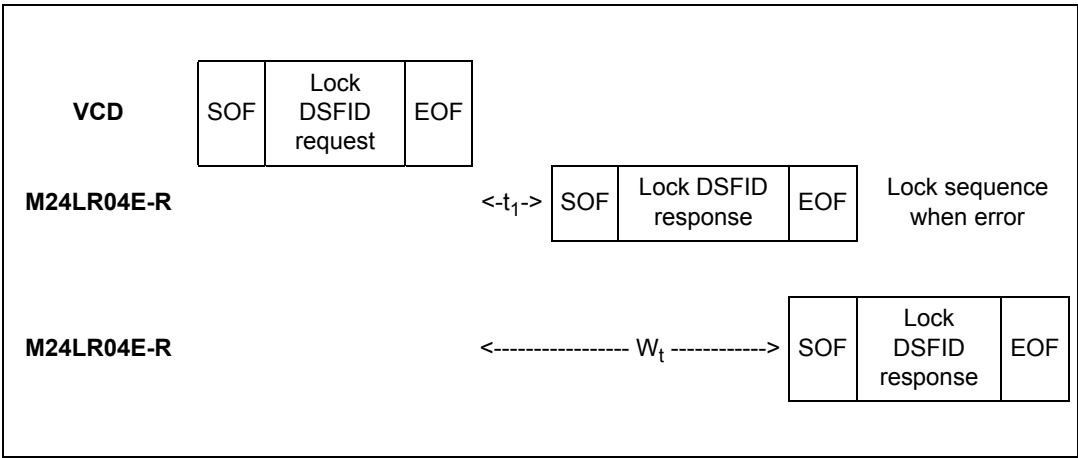 VCD
SOF
Lock
DSFID
request
EOF
M24LR04E-R
<-t1->
SOF
Lock DSFID
response
EOF
Lock sequence
when error
M24LR04E-R
<----------------- Wt ------------>
SOF
Lock
DSFID
response
EOF